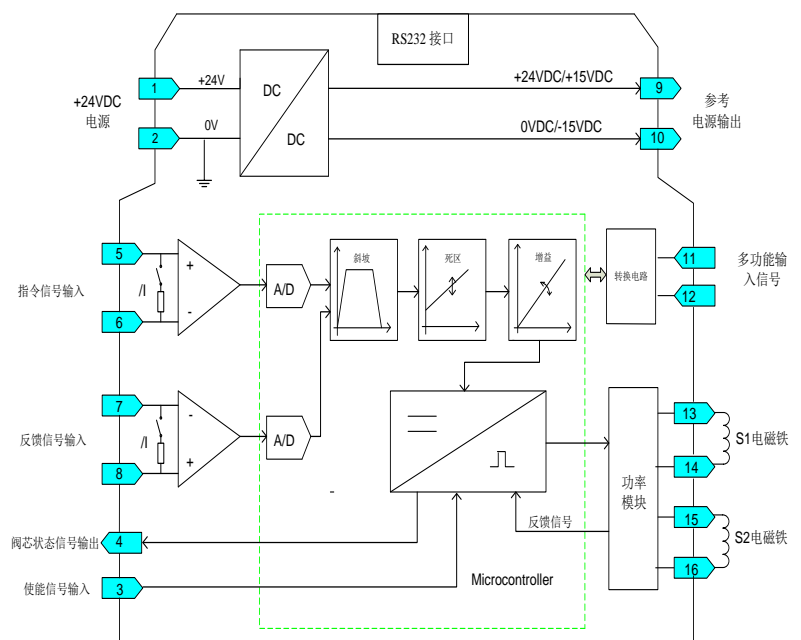 RS232 接口
+24VDC
电源
1
+24V
2
0V
DC
DC
+24VDC/+15VDC
9
0VDC/-15VDC
10
参考
电源输出
指令信号输入
5
6
/I
+
-
A/D
斜坡
死区
增益
转换电路
11
12
多功能输
入信号
反馈信号输入
7
8
/I
-
+
A/D
功率
模块
13
14
S1电磁铁
15
16
S2电磁铁
反馈信号
阀芯状态信号输出
4
使能信号输入
3
-
Microcontroller